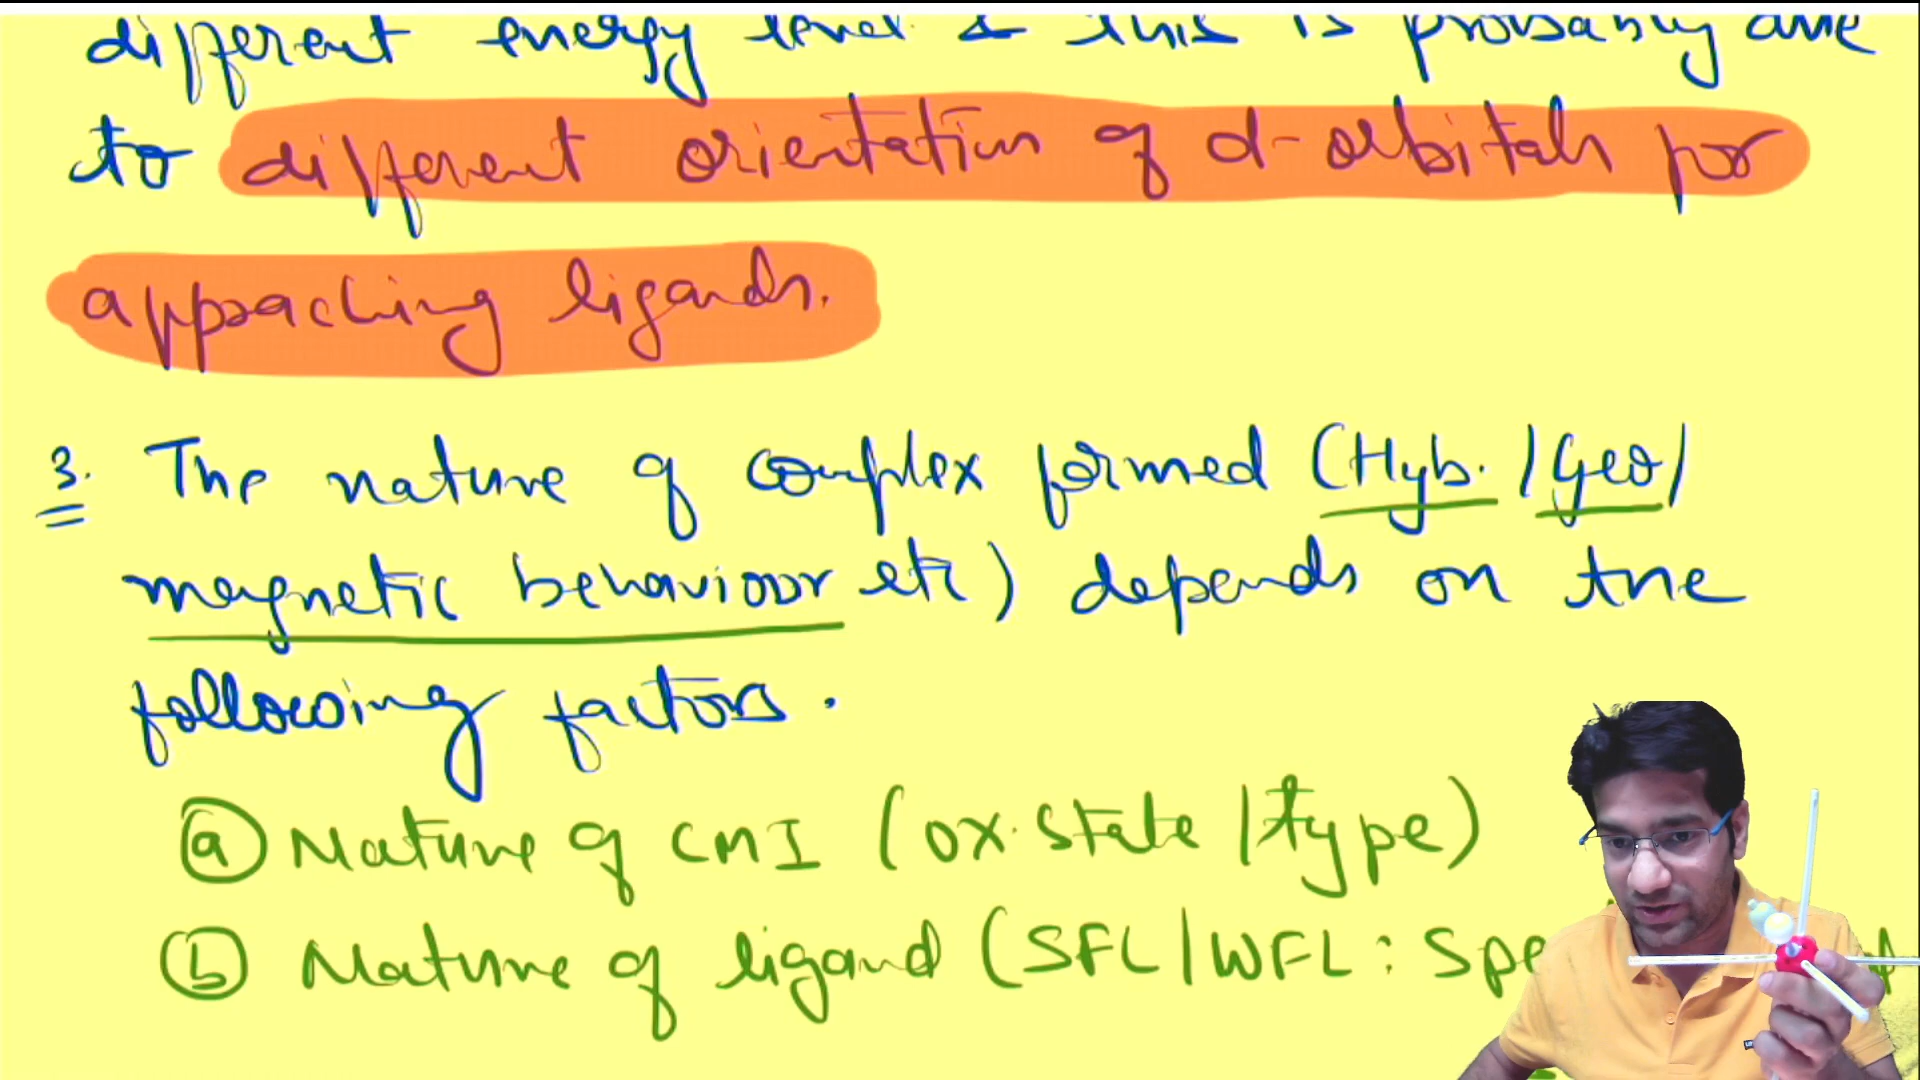 different energy level & this is probably due
to different orientation of d-orbitals for
approaching ligands.
3. The nature of complex formed (Hyb. / Geo /
magnetic behaviour etc) depends on the
following factors.
(a) Nature of CMI (ox. state / type)
(b) Nature of ligand (SFL / WFL :